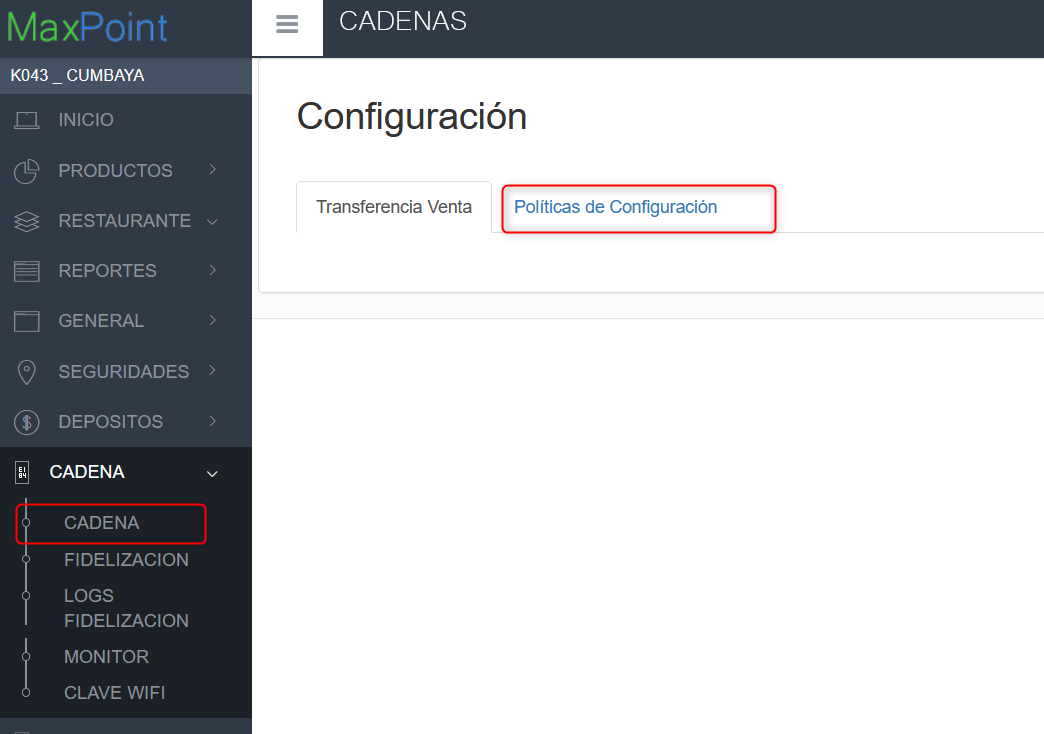 MaxPoint
CADENAS
K043 _ CUMBAYA
INICIO
PRODUCTOS
RESTAURANTE
REPORTES
GENERAL
SEGURIDADES
DEPOSITOS
CADENA
CADENA
FIDELIZACION
LOGS
FIDELIZACION
MONITOR
CLAVE WIFI
Configuración
Transferencia Venta
Políticas de Configuración